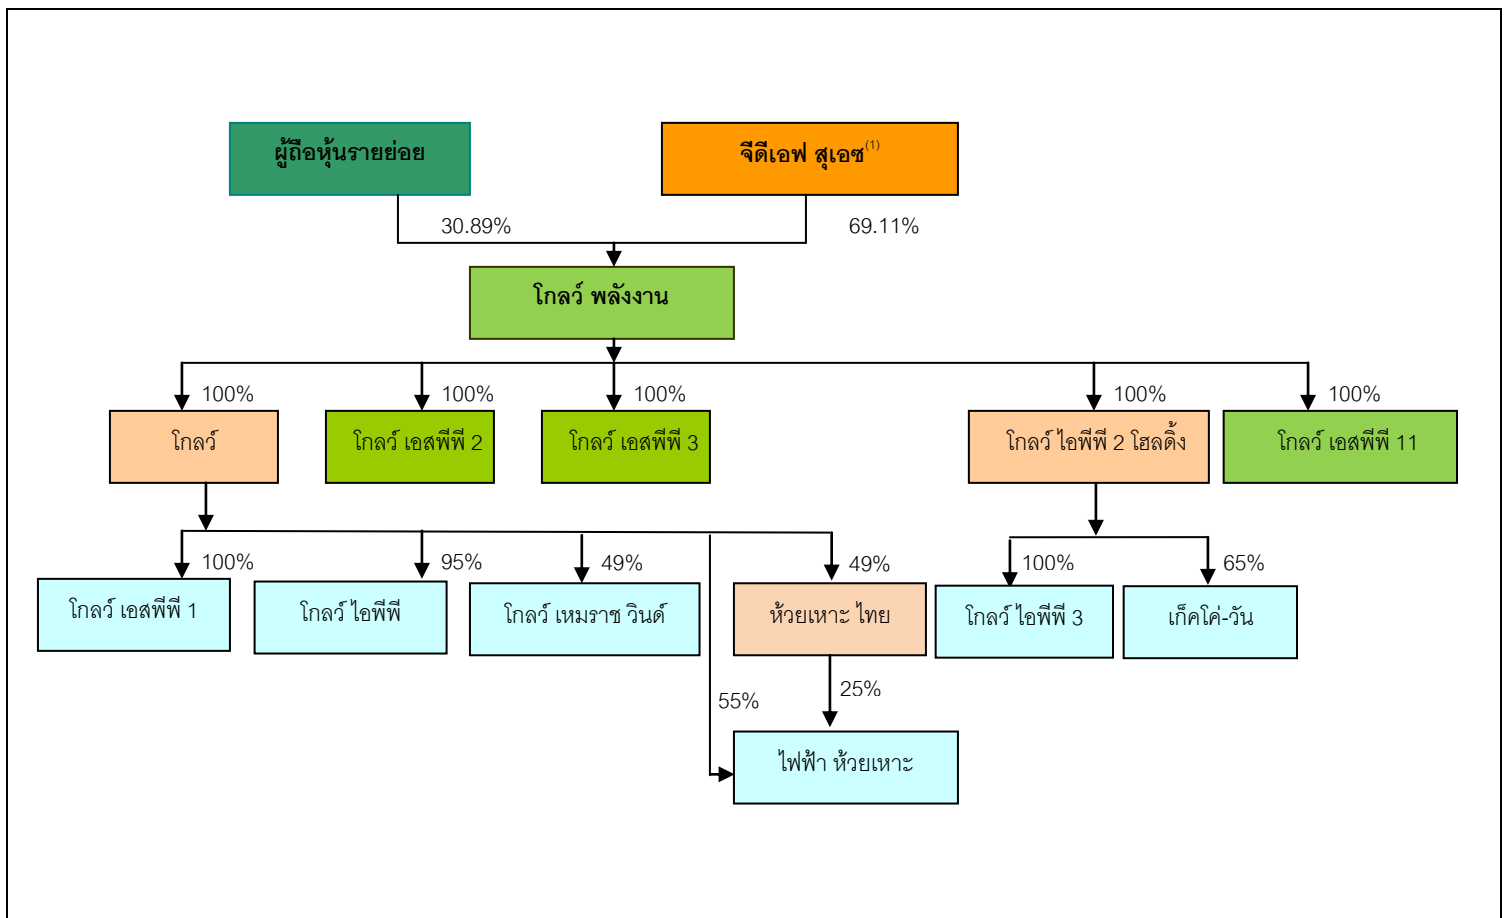 ผู้ถือหุ้นรายย่อย
จีดีเอฟ สุเอซ(1)
30.89%
69.11%
โกลว์ พลังงาน
100%
100%
100%
100%
100%
โกลว์
โกลว์ เอสพีพี 2
โกลว์ เอสพีพี 3
โกลว์ ไอพีพี 2 โฮลดิ้ง
โกลว์ เอสพีพี 11
100%
95%
49%
49%
100%
65%
โกลว์ เอสพีพี 1
โกลว์ ไอพีพี
โกลว์ เหมราช วินด์
ห้วยเหาะ ไทย
โกลว์ ไอพีพี 3
เก็คโค่-วัน
55%
25%
ไฟฟ้า ห้วยเหาะ